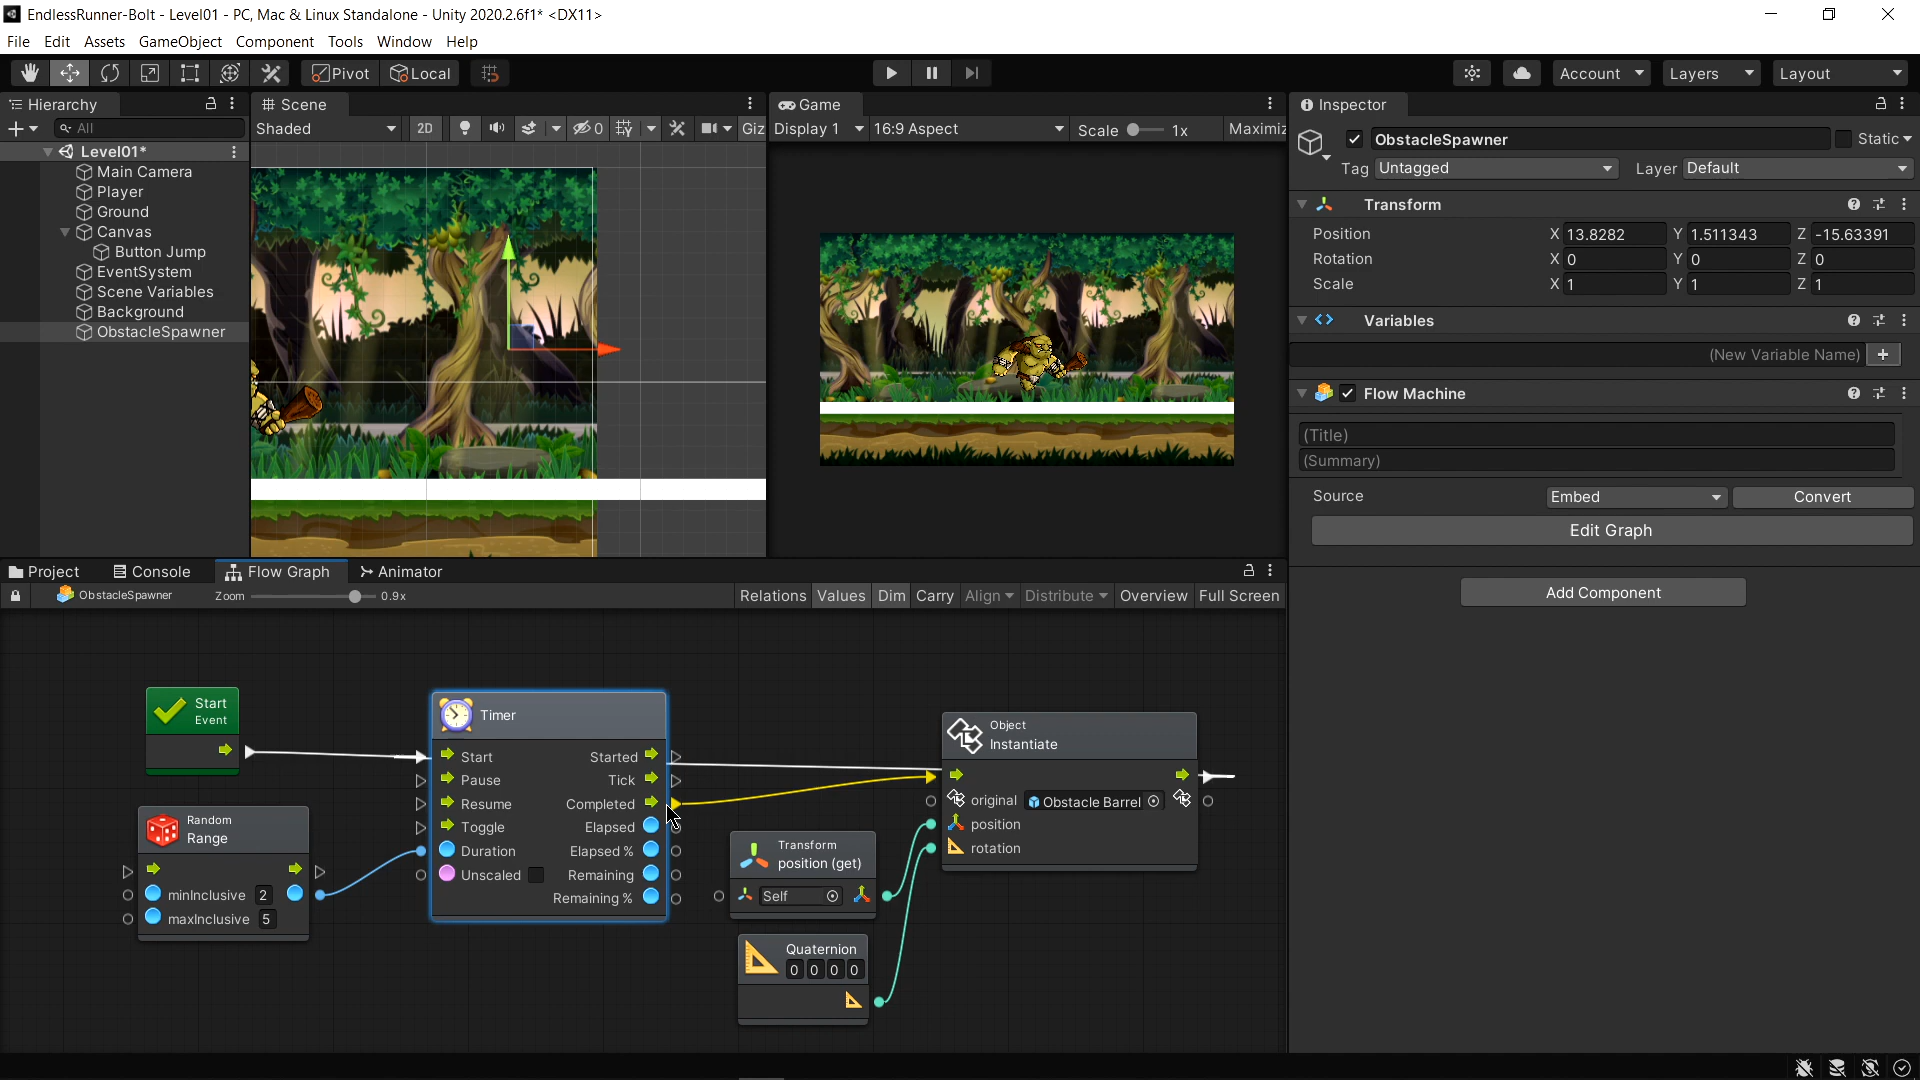 EndlessRunner-Bolt - Level01 - PC, Mac & Linux Standalone - Unity 2020.2.6f1* <DX11>
File Edit Assets GameObject Component Tools Window Help
Pivot Local Account Layers Layout
Hierarchy
All
Level01*
Main Camera
Player
Ground
Canvas
Button Jump
EventSystem
Scene Variables
Background
ObstacleSpawner
Scene
Shaded 2D 0 Giz
Game
Display 1 16:9 Aspect Scale 1x Maximiz
Inspector
ObstacleSpawner Static
Tag Untagged Layer Default
Transform
Position X 13.8282 Y 1.511343 Z -15.63391
Rotation X 0 Y 0 Z 0
Scale X 1 Y 1 Z 1
Variables
(New Variable Name) +
Flow Machine
(Title)
(Summary)
Source Embed Convert
Edit Graph
Add Component
Project Console Flow Graph Animator
ObstacleSpawner Zoom 0.9x Relations Values Dim Carry Align Distribute Overview Full Screen
Start
Event
Random
Range
minInclusive 2
maxInclusive 5
Timer
Start Started
Pause Tick
Resume Completed
Toggle Elapsed
Duration Elapsed %
Unscaled Remaining
Remaining %
Transform
position (get)
Self
Quaternion
0 0 0 0
Object
Instantiate
original Obstacle Barrel
position
rotation